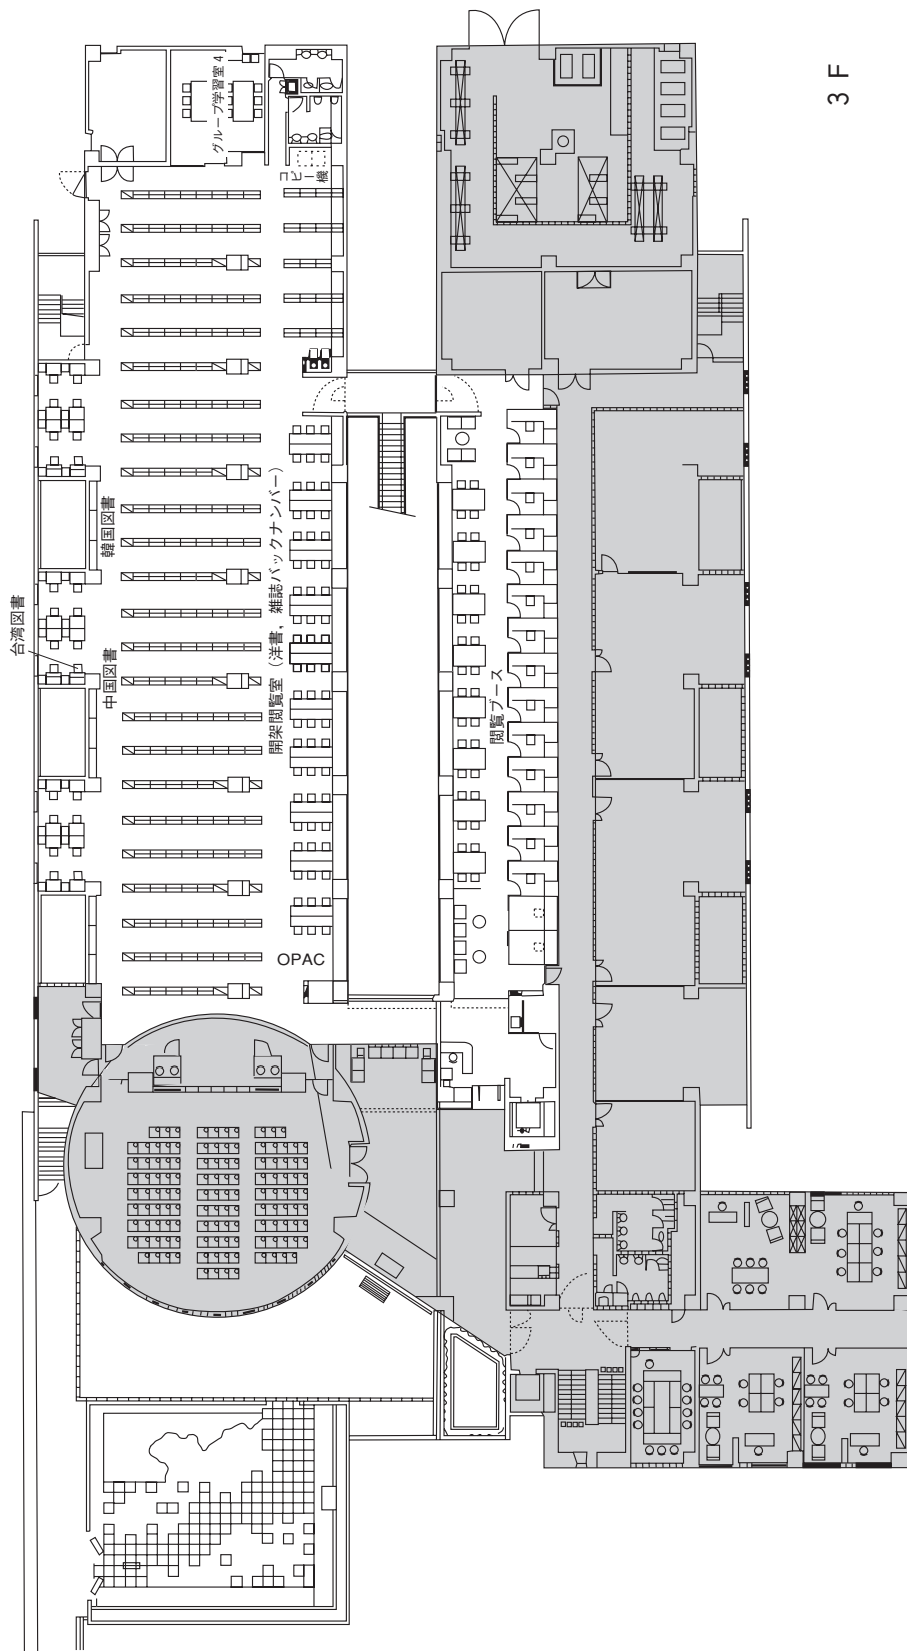 3 F
グループ学習室 4
コピー機
韓国図書
台湾図書
中国図書
開架閲覧室（洋書，雑誌バックナンバー）
閲覧ブース
OPAC